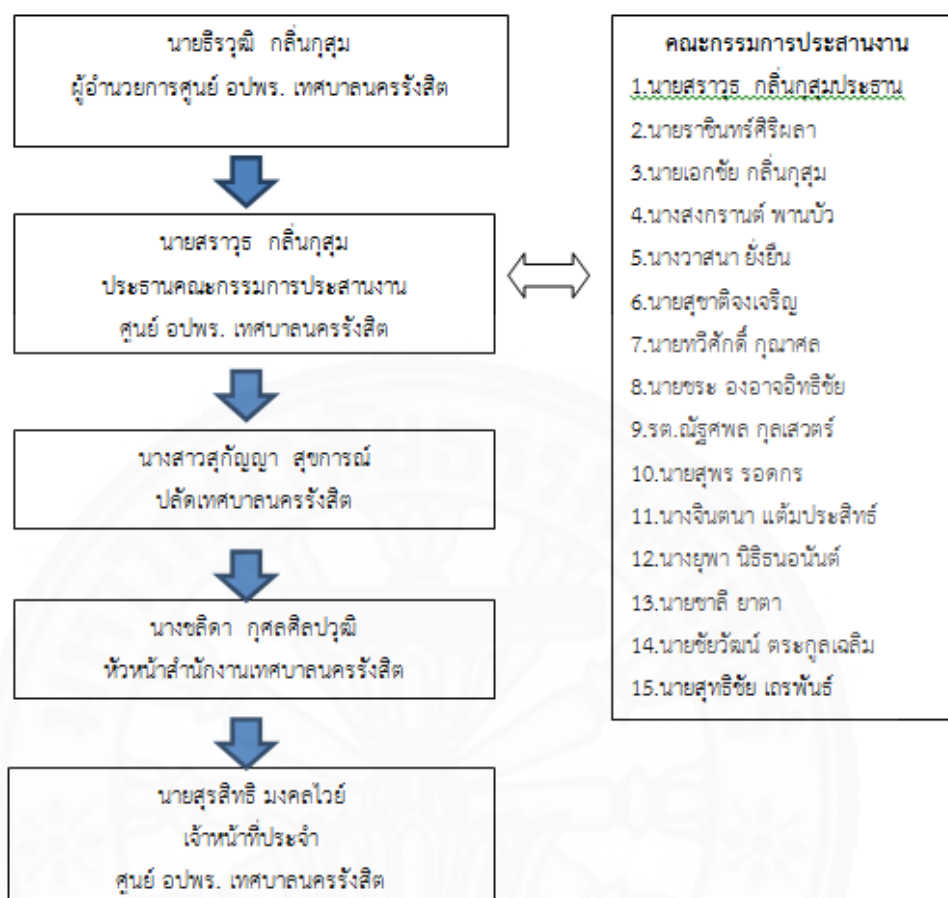 นายธีรวุฒิ  กลิ่นกุสุม
ผู้อำนวยการศูนย์ อปพร. เทศบาลนครรังสิต
นายสราวุธ  กลิ่นกุสุม
ประธานคณะกรรมการประสานงาน
ศูนย์ อปพร. เทศบาลนครรังสิต
นางสาวสุกัญญา  สุขการณ์
ปลัดเทศบาลนครรังสิต
นางชลิดา  กุศลศิลปวุฒิ
หัวหน้าสำนักงานเทศบาลนครรังสิต
นายสุรสิทธิ มงคลไวย์
เจ้าหน้าที่ประจำ
ศูนย์ อปพร. เทศบาลนครรังสิต
คณะกรรมการประสานงาน
1.นายสราวุธ  กลิ่นกุสุมประธาน
2.นายราชินทร์ศิริผลา
3.นายเอกชัย กลิ่นกุสุม
4.นางสงกรานต์ พานบัว
5.นางวาสนา ยั่งยืน
6.นายสุชาติจงเจริญ
7.นายทวีศักดิ์ กุณาศล
8.นายชระ องอาจอิทธิชัย
9.รต.ณัฐศพล กุลเสวตร์
10.นายสุพร รอดกร
11.นางจินตนา แต้มประสิทธ์
12.นางยุพา นิธิธนอนันต์
13.นายชาลี ยาตา
14.นายชัยวัฒน์ ตระกูลเฉลิม
15.นายสุทธิชัย เถรพันธ์